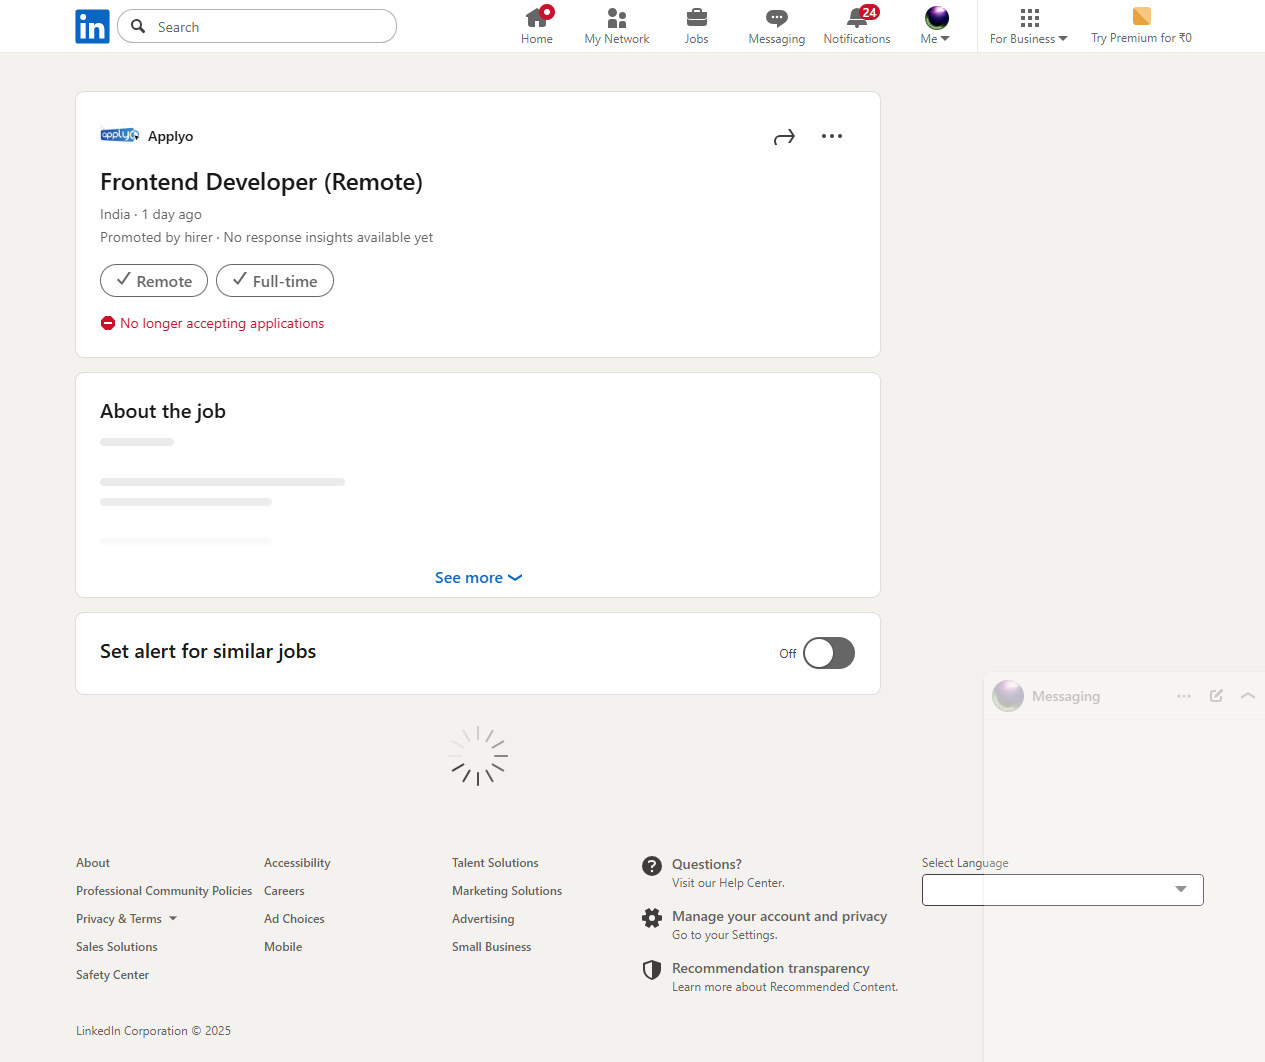 in
Search
Home
My Network
Jobs
Messaging
24
Notifications
Me
For Business
Try Premium for ₹0
applyo
Applyo
Frontend Developer (Remote)
India · 1 day ago
Promoted by hirer · No response insights available yet
Remote
Full-time
No longer accepting applications
About the job
See more
Set alert for similar jobs
Off
Messaging
About
Accessibility
Talent Solutions
Professional Community Policies
Careers
Marketing Solutions
Privacy & Terms
Ad Choices
Advertising
Sales Solutions
Mobile
Small Business
Safety Center
Questions?
Visit our Help Center.
Manage your account and privacy
Go to your Settings.
Recommendation transparency
Learn more about Recommended Content.
Select Language
LinkedIn Corporation © 2025